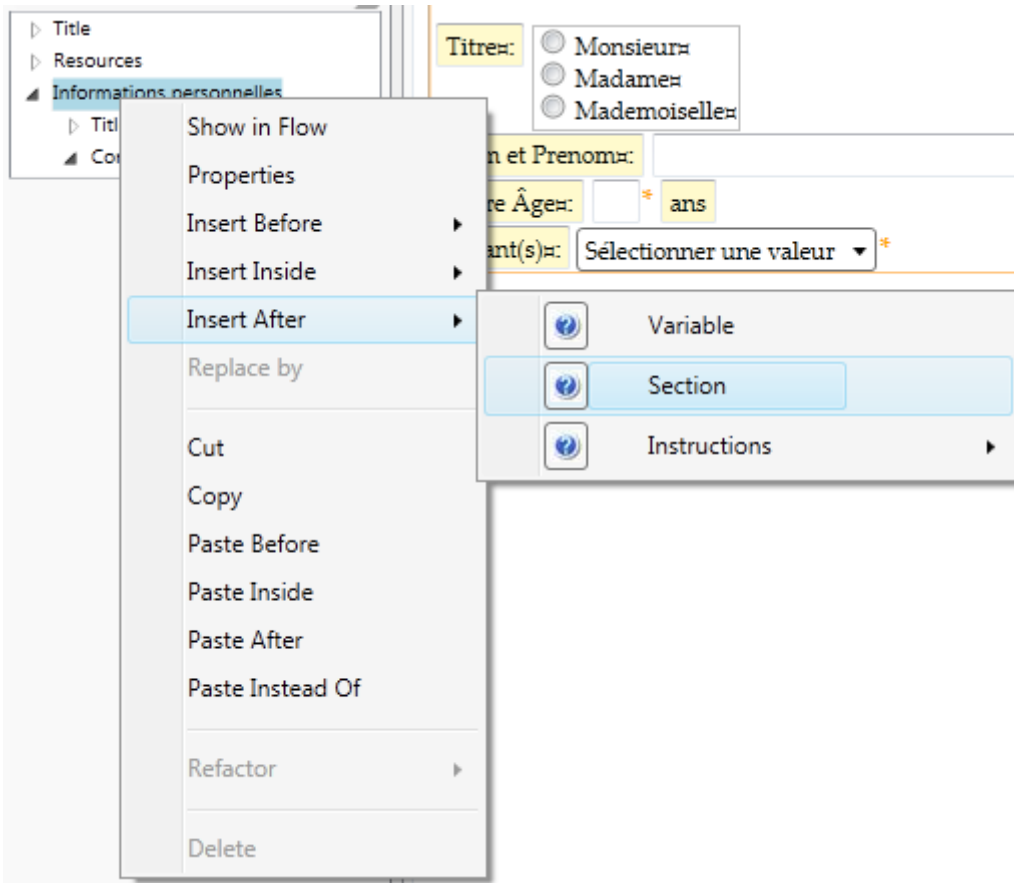 Title
Resources
Informations personnelles
Titl
Con
Titre¤:
Monsieur¤
Madame¤
Mademoiselle¤
n et Prenom¤:
re Âge¤: * ans
ant(s)¤: Sélectionner une valeur *
Show in Flow
Properties
Insert Before
Insert Inside
Insert After
Replace by
Cut
Copy
Paste Before
Paste Inside
Paste After
Paste Instead Of
Refactor
Delete
Variable
Section
Instructions